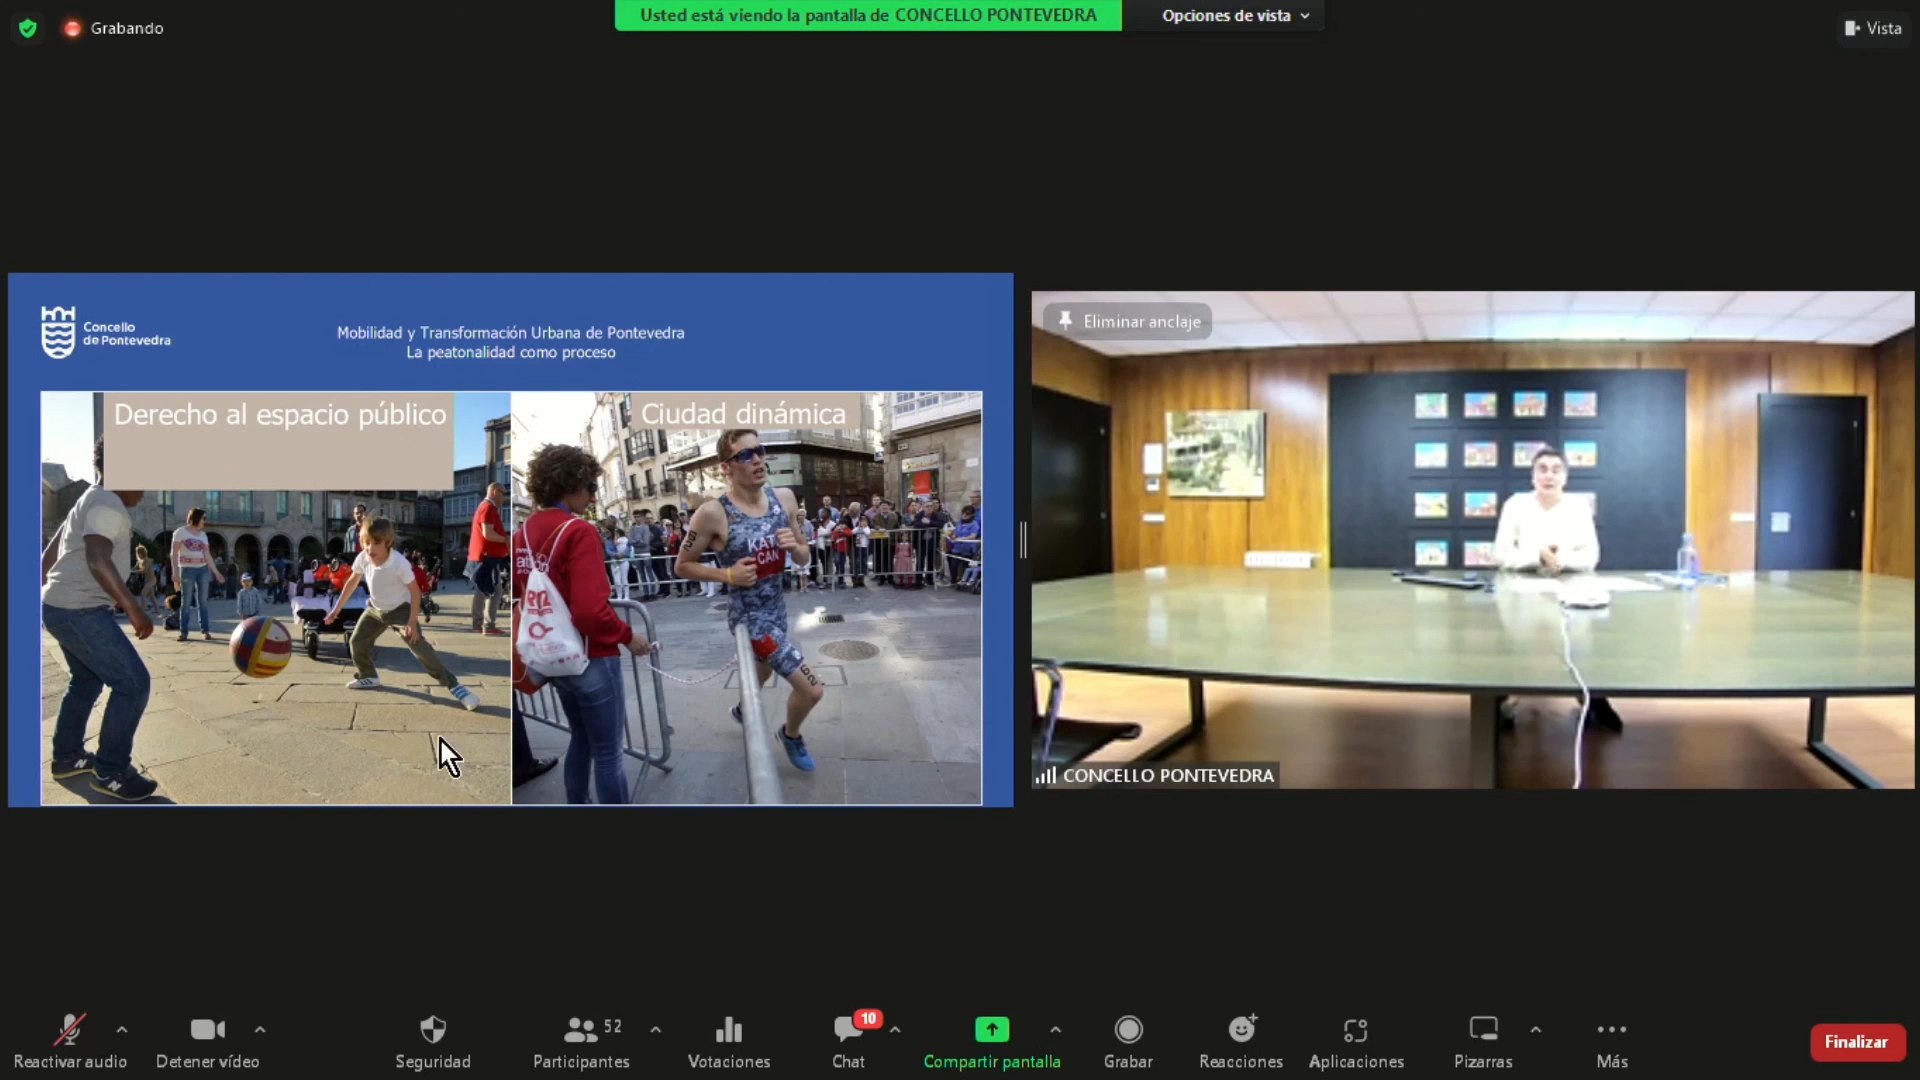 Grabando
Usted está viendo la pantalla de CONCELLO PONTEVEDRA
Opciones de vista
Vista
Concello
de Pontevedra
Mobilidad y Transformación Urbana de Pontevedra
La peatonalidad como proceso
Derecho al espacio público
Ciudad dinámica
KAT
CAN
Eliminar anclaje
CONCELLO PONTEVEDRA
Reactivar audio
Detener vídeo
Seguridad
52
Participantes
Votaciones
10
Chat
Compartir pantalla
Grabar
Reacciones
Aplicaciones
Pizarras
Más
Finalizar